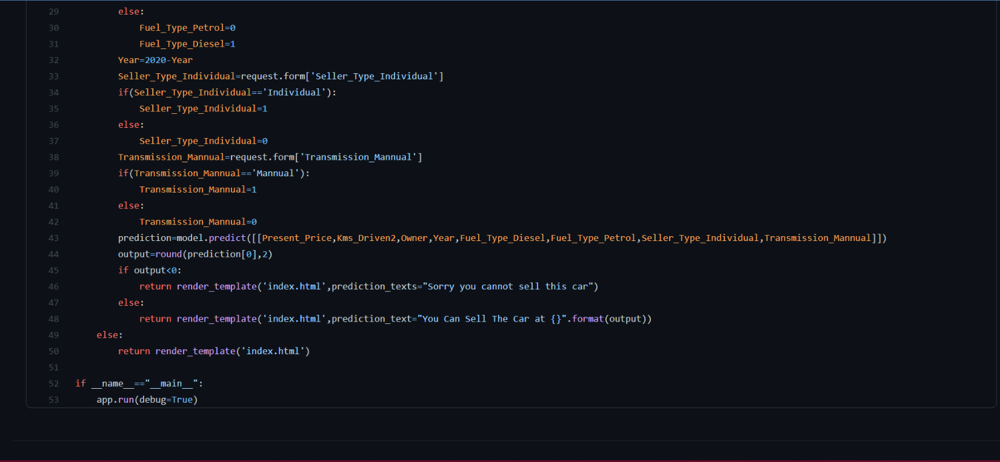 29 else:
30 Fuel_Type_Petrol=0
31 Fuel_Type_Diesel=1
32 Year=2020-Year
33 Seller_Type_Individual=request.form['Seller_Type_Individual']
34 if(Seller_Type_Individual=='Individual'):
35 Seller_Type_Individual=1
36 else:
37 Seller_Type_Individual=0
38 Transmission_Mannual=request.form['Transmission_Mannual']
39 if(Transmission_Mannual=='Mannual'):
40 Transmission_Mannual=1
41 else:
42 Transmission_Mannual=0
43 prediction=model.predict([[Present_Price,Kms_Driven2,Owner,Year,Fuel_Type_Diesel,Fuel_Type_Petrol,Seller_Type_Individual,Transmission_Mannual]])
44 output=round(prediction[0],2)
45 if output<0:
46 return render_template('index.html',prediction_texts="Sorry you cannot sell this car")
47 else:
48 return render_template('index.html',prediction_text="You Can Sell The Car at {}".format(output))
49 else:
50 return render_template('index.html')
51
52 if __name__=="__main__":
53 app.run(debug=True)